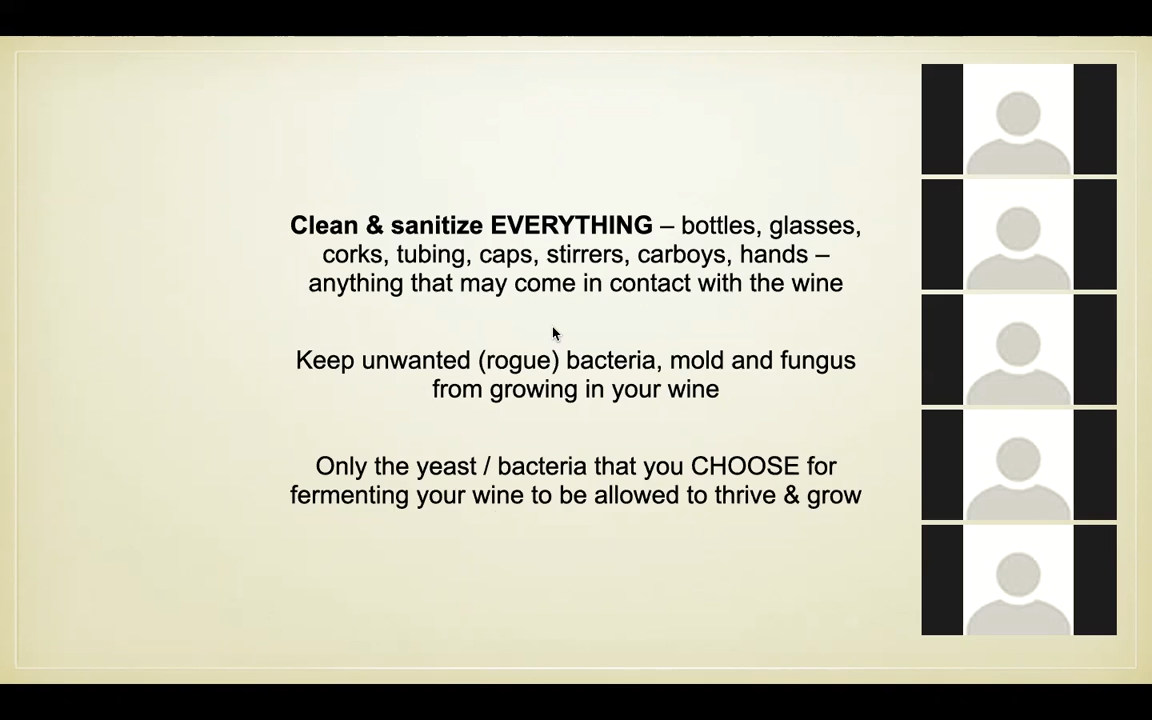 Clean & sanitize EVERYTHING – bottles, glasses,
corks, tubing, caps, stirrers, carboys, hands –
anything that may come in contact with the wine
Keep unwanted (rogue) bacteria, mold and fungus
from growing in your wine
Only the yeast / bacteria that you CHOOSE for
fermenting your wine to be allowed to thrive & grow